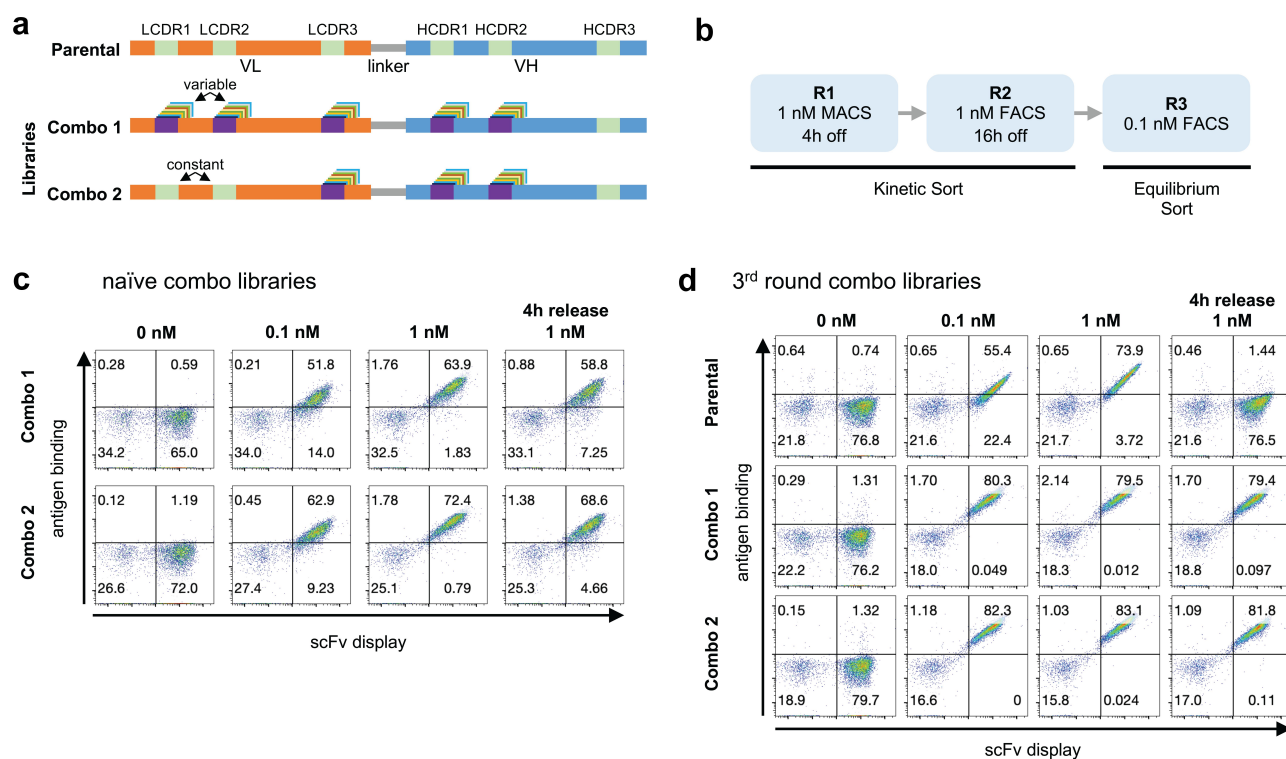 a
LCDR1 LCDR2 LCDR3 HCDR1 HCDR2 HCDR3
Parental
VL linker VH
variable
Combo 1
constant
Combo 2
Libraries
b
R1
1 nM MACS
4h off
R2
1 nM FACS
16h off
R3
0.1 nM FACS
Kinetic Sort
Equilibrium
Sort
c
naïve combo libraries
4h release
0 nM 0.1 nM 1 nM 1 nM
Combo 1
0.28 0.59 0.21 51.8 1.76 63.9 0.88 58.8
34.2 65.0 34.0 14.0 32.5 1.83 33.1 7.25
Combo 2
0.12 1.19 0.45 62.9 1.78 72.4 1.38 68.6
26.6 72.0 27.4 9.23 25.1 0.79 25.3 4.66
antigen binding
scFv display
d
3rd round combo libraries
4h release
0 nM 0.1 nM 1 nM 1 nM
Parental
0.64 0.74 0.65 55.4 0.65 73.9 0.46 1.44
21.8 76.8 21.6 22.4 21.7 3.72 21.6 76.5
Combo 1
0.29 1.31 1.70 80.3 2.14 79.5 1.70 79.4
22.2 76.2 18.0 0.049 18.3 0.012 18.8 0.097
Combo 2
0.15 1.32 1.18 82.3 1.03 83.1 1.09 81.8
18.9 79.7 16.6 0 15.8 0.024 17.0 0.11
antigen binding
scFv display